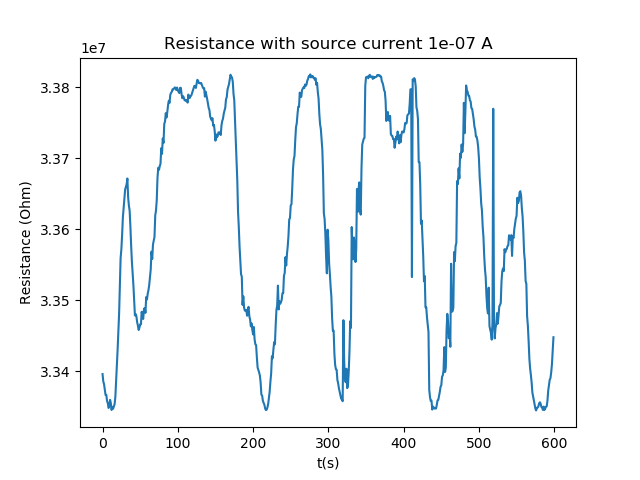 Resistance with source current 1e-07 A
1e7
3.38
3.37
3.36
3.35
3.34
Resistance (Ohm)
0 100 200 300 400 500 600
t(s)